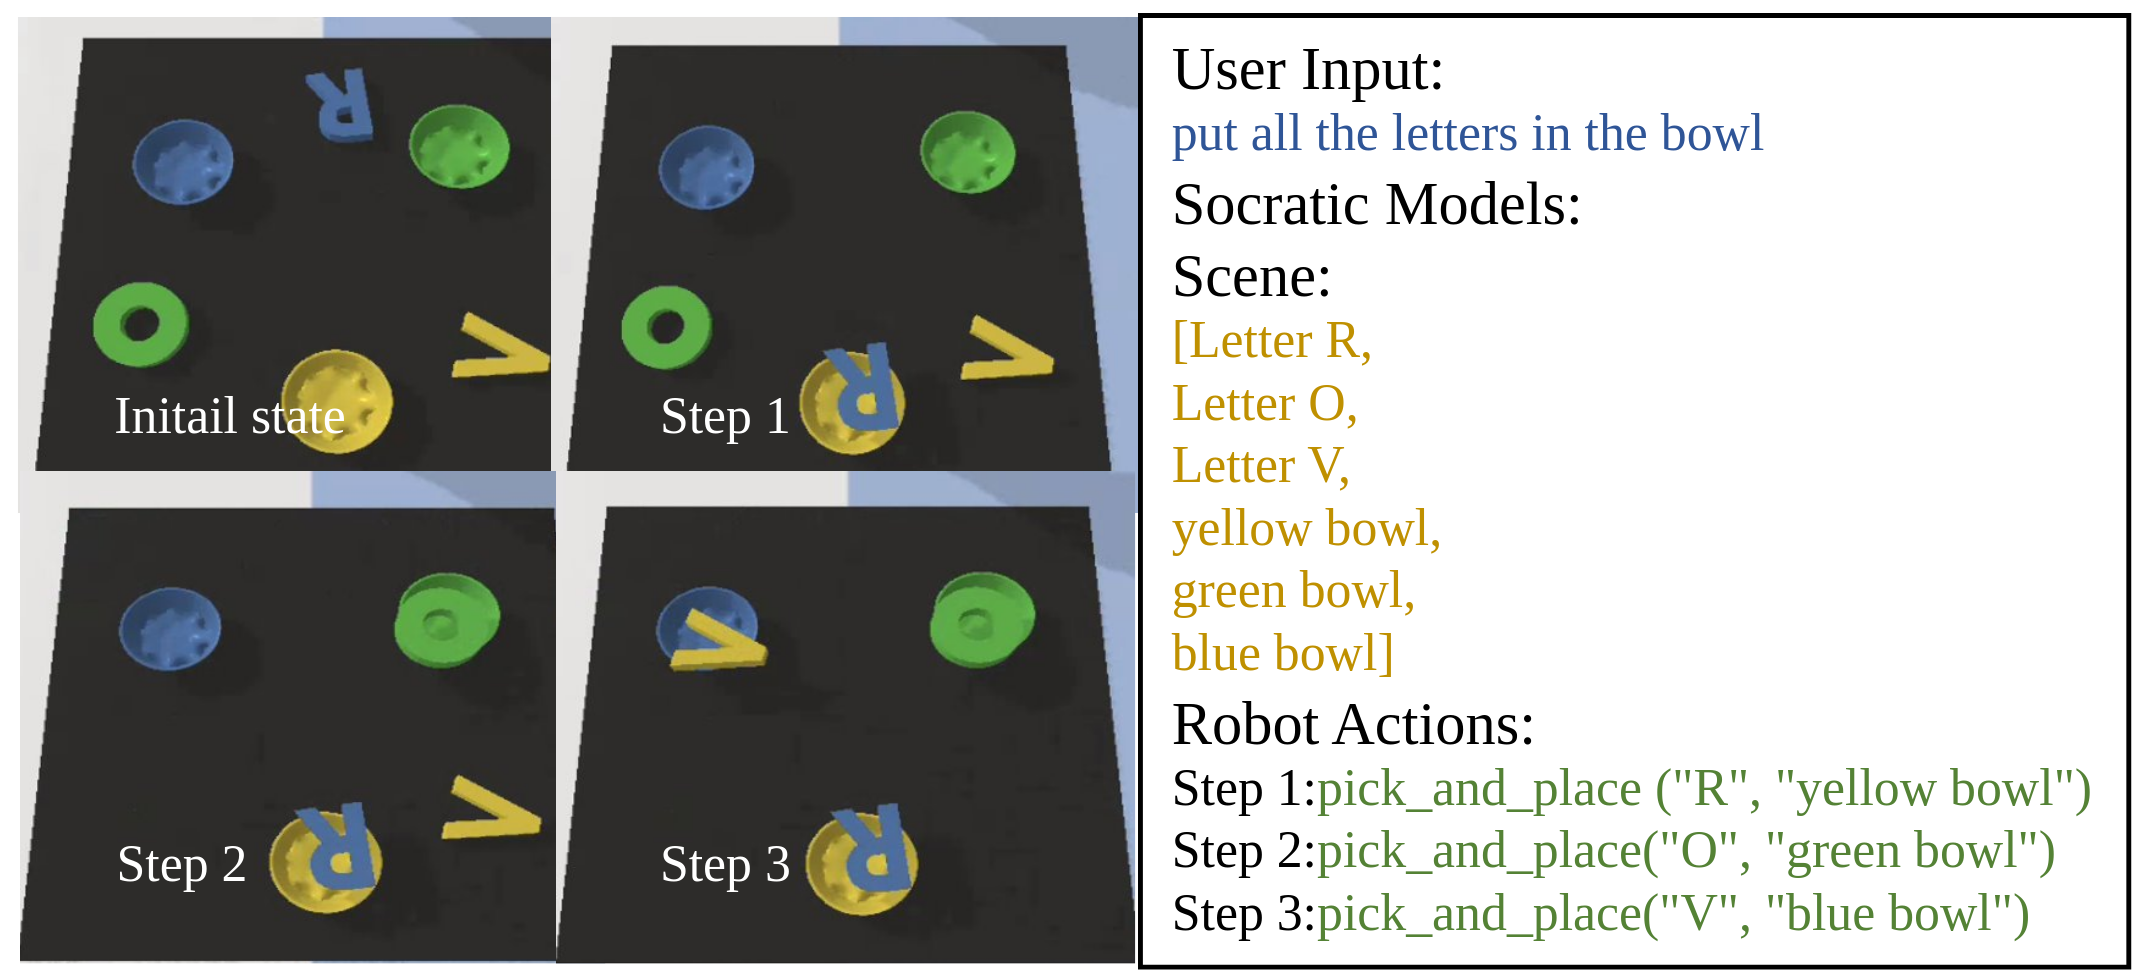 Initail state
Step 1
Step 2
Step 3
User Input:
put all the letters in the bowl
Socratic Models:
Scene:
[Letter R,
Letter O,
Letter V,
yellow bowl,
green bowl,
blue bowl]
Robot Actions:
Step 1:pick_and_place ("R", "yellow bowl")
Step 2:pick_and_place("O", "green bowl")
Step 3:pick_and_place("V", "blue bowl")